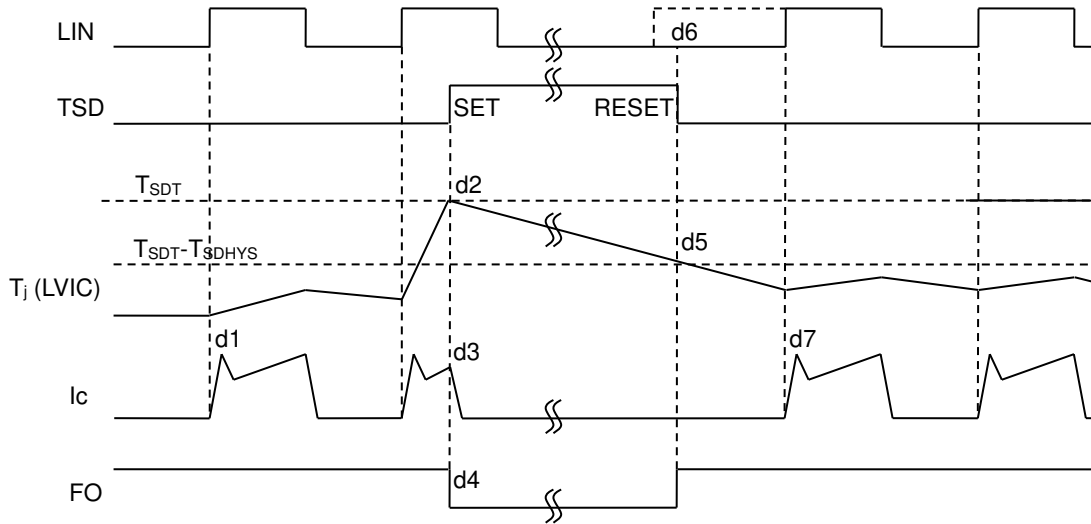 LIN
d6
TSD
SET
RESET
TSDT
d2
TSDT-TSDHYS
d5
Tj (LVIC)
d1
d3
d7
Ic
d4
FO